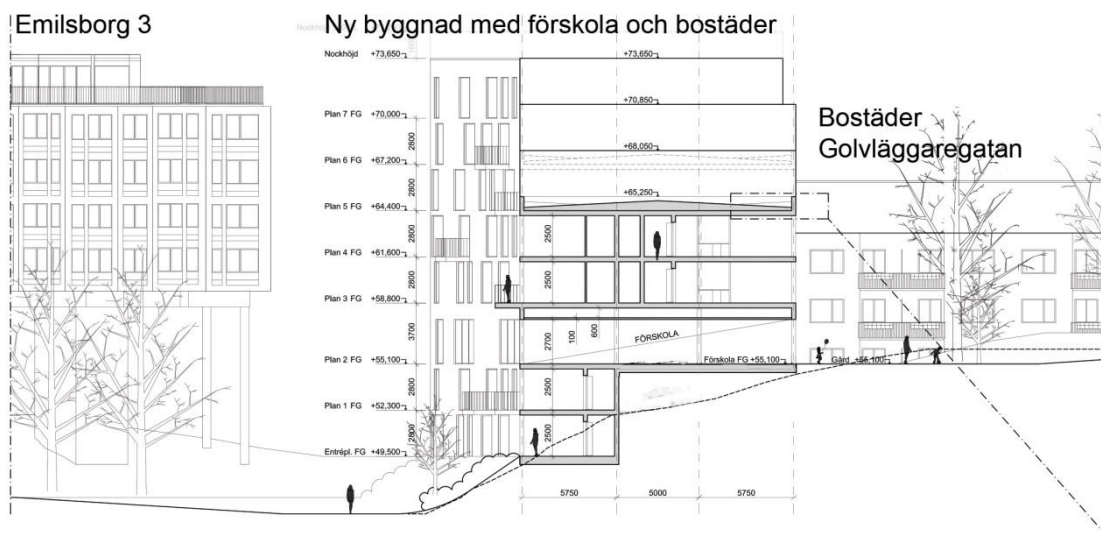 Emilsborg 3
Ny byggnad med förskola och bostäder
Nockhöjd +73,650
+73,650
+70,850
Plan 7 FG +70,000
2800
+68,050
Plan 6 FG +67,200
2800
+65,250
Plan 5 FG +64,400
2800
2500
Plan 4 FG +61,600
2800
2500
Plan 3 FG +58,800
3700
2700
100
600
FÖRSKOLA
Plan 2 FG +55,100
Förskola FG +55,100
Gård
2800
2500
Plan 1 FG +52,300
2800
2500
Entrépl. FG +49,500
5750
5000
5750
Bostäder
Golvläggaregatan